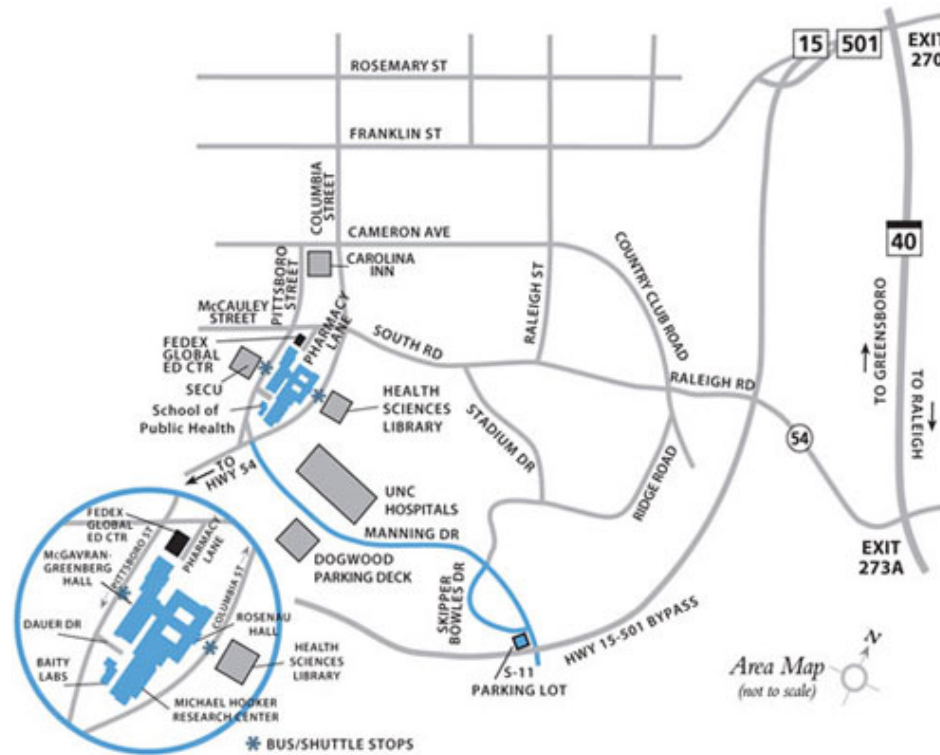 15 501
EXIT
270
ROSEMARY ST
FRANKLIN ST
COLUMBIA
STREET
CAMERON AVE
CAROLINA
INN
PITTSBORO
STREET
McCAULEY
STREET
PHARMACY
LANE
FEDEX
GLOBAL
ED CTR
SECU
School of
Public Health
SOUTH RD
RALEIGH ST
COUNTRY CLUB ROAD
RALEIGH RD
40
TO GREENSBORO
TO RALEIGH
54
HEALTH
SCIENCES
LIBRARY
STADIUM DR
RIDGE ROAD
TO
HWY 54
UNC
HOSPITALS
MANNING DR
DOGWOOD
PARKING DECK
SKIPPER
BOWLES DR
HWY 15-501 BYPASS
S-11
PARKING LOT
EXIT
273A
FEDEX
GLOBAL
ED CTR
PITTSBORO ST
PHARMACY
LANE
McGAVRAN-
GREENBERG
HALL
COLUMBIA ST
DAUER DR
ROSENAU
HALL
BAITY
LABS
HEALTH
SCIENCES
LIBRARY
MICHAEL HOOKER
RESEARCH CENTER
BUS/SHUTTLE STOPS
Area Map
(not to scale)
N